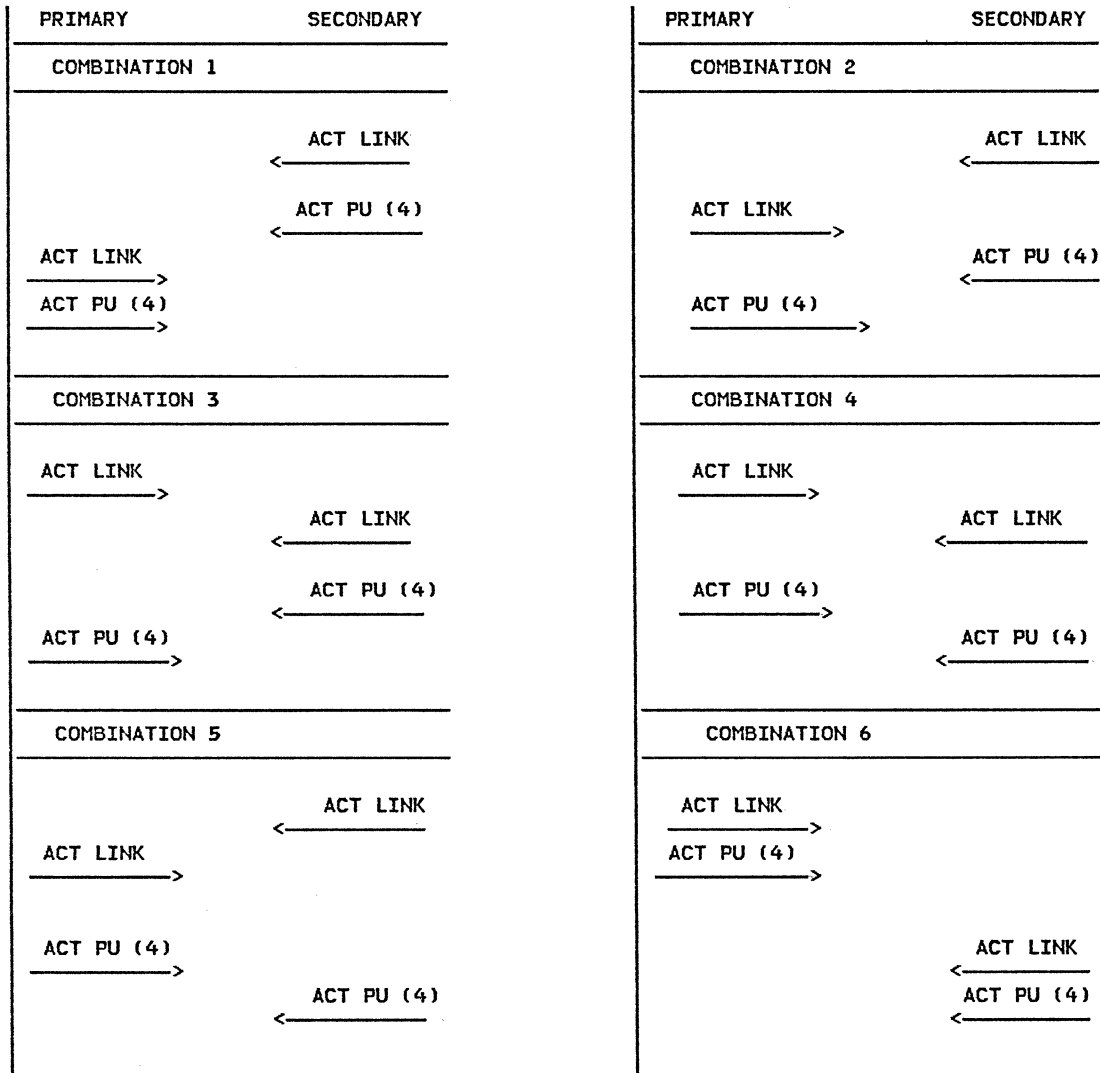 PRIMARY SECONDARY
COMBINATION 1
ACT LINK
ACT PU (4)
ACT LINK
ACT PU (4)
COMBINATION 3
ACT LINK
ACT LINK
ACT PU (4)
ACT PU (4)
COMBINATION 5
ACT LINK
ACT LINK
ACT PU (4)
ACT PU (4)
PRIMARY SECONDARY
COMBINATION 2
ACT LINK
ACT LINK
ACT PU (4)
ACT PU (4)
COMBINATION 4
ACT LINK
ACT LINK
ACT PU (4)
ACT PU (4)
COMBINATION 6
ACT LINK
ACT PU (4)
ACT LINK
ACT PU (4)